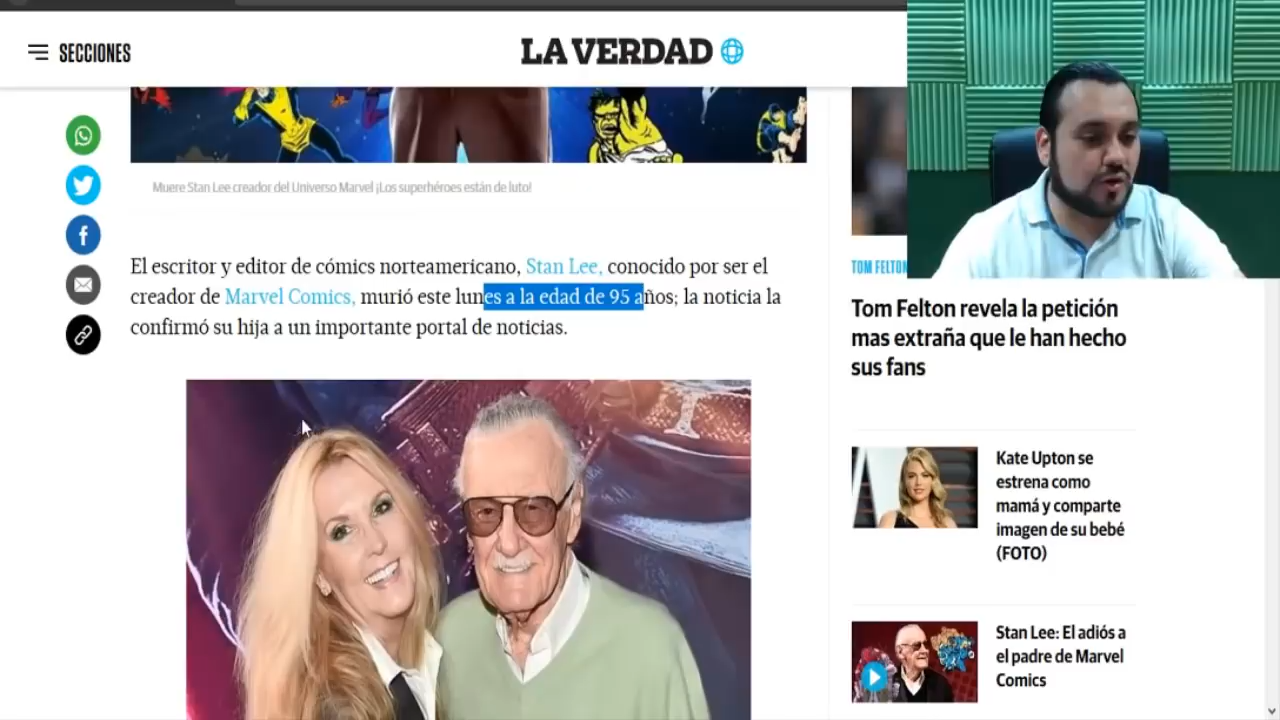 SECCIONES
LA VERDAD
Muere Stan Lee creador del Universo Marvel ¡Los superhéroes están de luto!
El escritor y editor de cómics norteamericano, Stan Lee, conocido por ser el
creador de Marvel Comics, murió este lunes a la edad de 95 años; la noticia la
confirmó su hija a un importante portal de noticias.
TOM FELTON
Tom Felton revela la petición
mas extraña que le han hecho
sus fans
Kate Upton se
estrena como
mamá y comparte
imagen de su bebé
(FOTO)
Stan Lee: El adiós a
el padre de Marvel
Comics